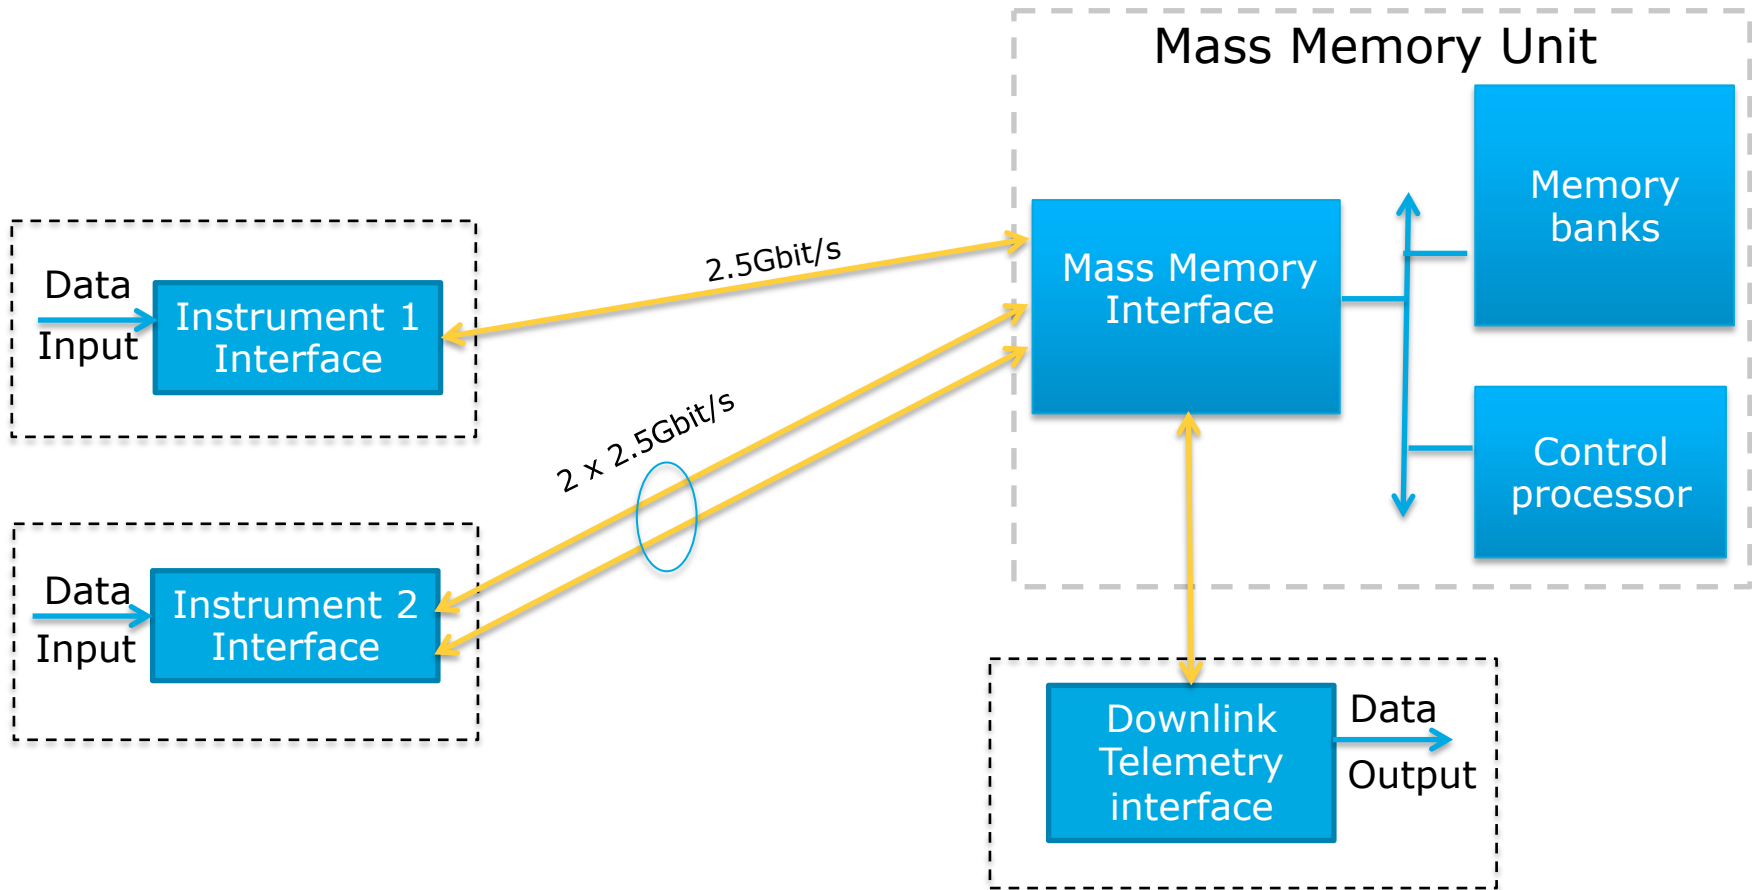 Mass Memory Unit
Memory
banks
Mass Memory
Interface
Control
processor
2.5Gbit/s
Data
Input
Instrument 1
Interface
2 x 2.5Gbit/s
Data
Input
Instrument 2
Interface
Downlink
Telemetry
interface
Data
Output